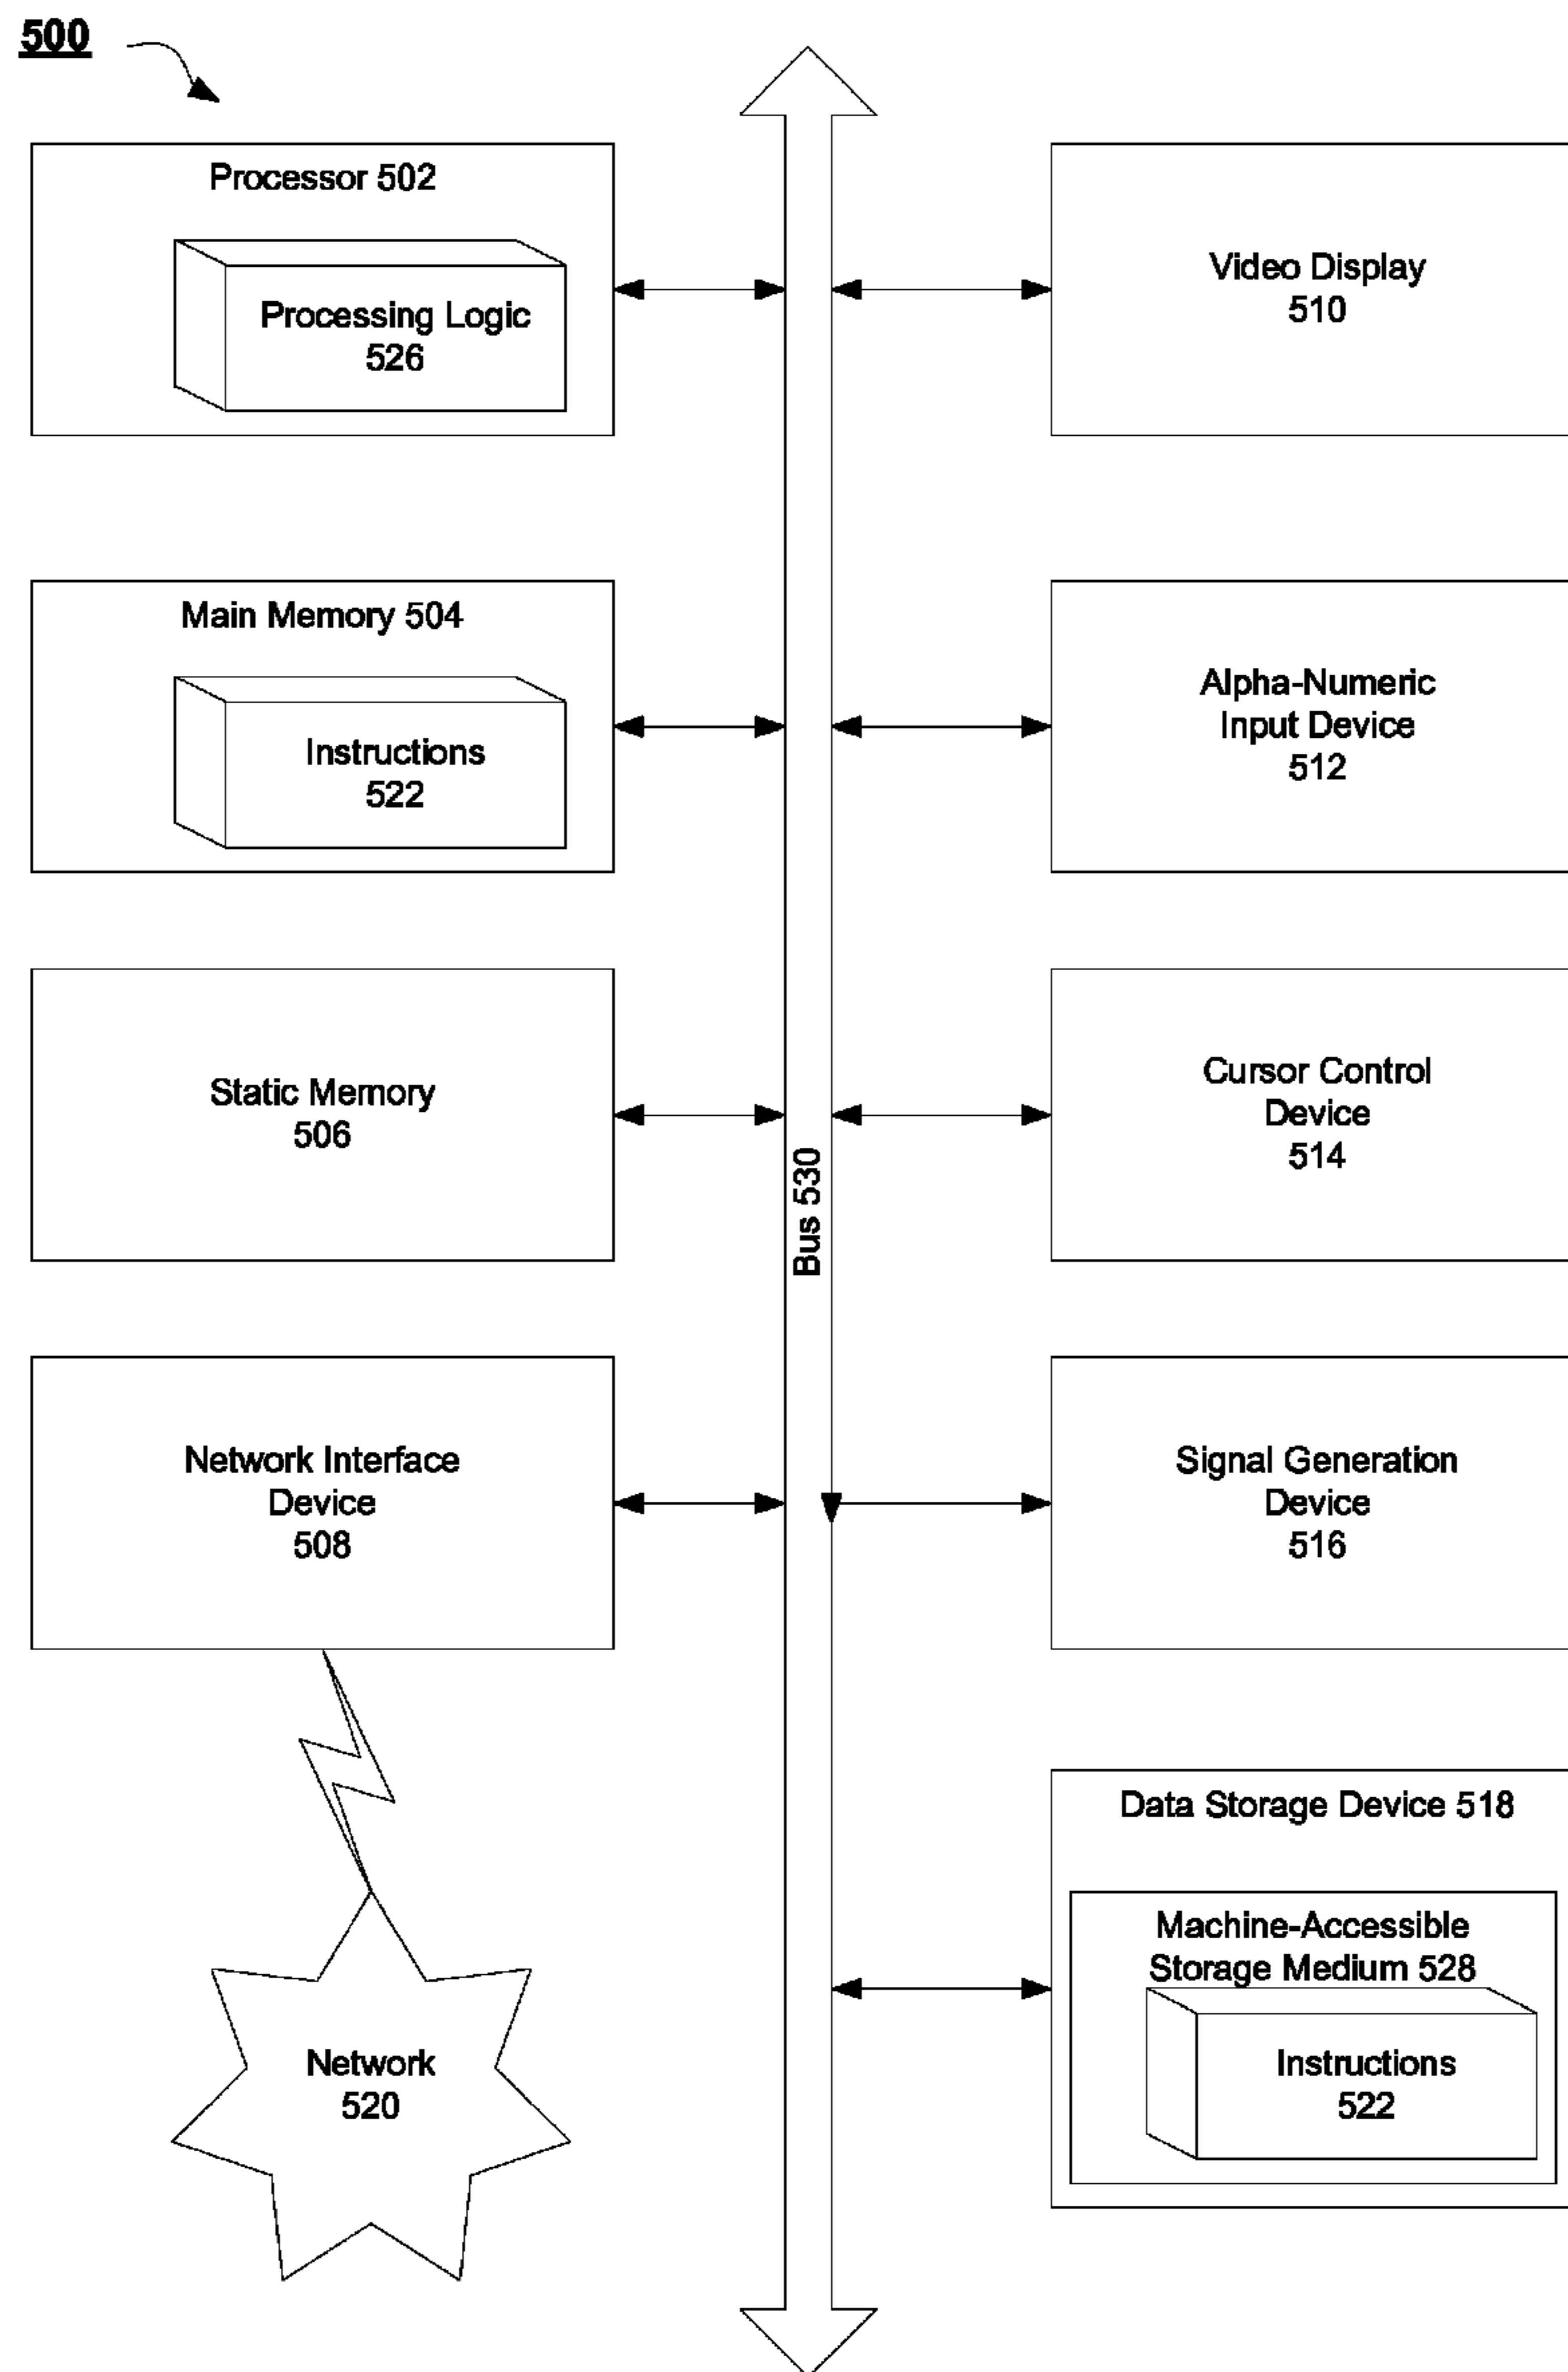 500
Processor 502
Processing Logic
526
Main Memory 504
Instructions
522
Static Memory
506
Network Interface
Device
508
Network
520
Bus 530
Video Display
510
Alpha-Numeric
Input Device
512
Cursor Control
Device
514
Signal Generation
Device
516
Data Storage Device 518
Machine-Accessible
Storage Medium 528
Instructions
522